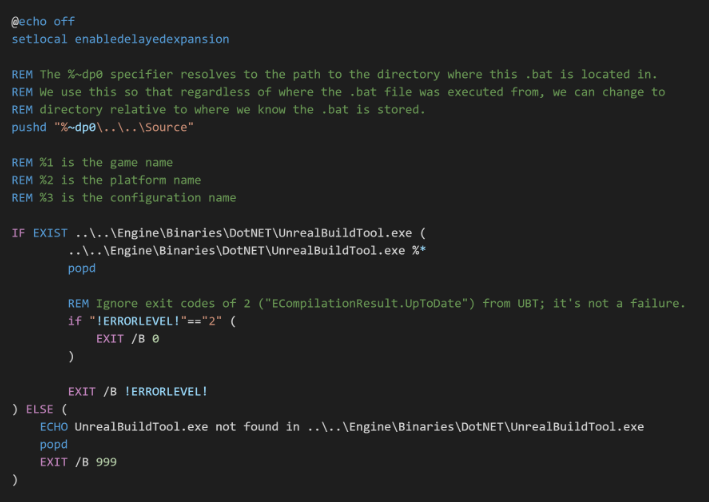 @echo off
setlocal enabledelayedexpansion

REM The %~dp0 specifier resolves to the path to the directory where this .bat is located in.
REM We use this so that regardless of where the .bat file was executed from, we can change to
REM directory relative to where we know the .bat is stored.
pushd "%~dp0\..\..\Source"

REM %1 is the game name
REM %2 is the platform name
REM %3 is the configuration name

IF EXIST ..\..\Engine\Binaries\DotNET\UnrealBuildTool.exe (
        ..\..\Engine\Binaries\DotNET\UnrealBuildTool.exe %*
        popd

        REM Ignore exit codes of 2 ("ECompilationResult.UpToDate") from UBT; it's not a failure.
        if "!ERRORLEVEL!"=="2" (
            EXIT /B 0
        )

        EXIT /B !ERRORLEVEL!
) ELSE (
    ECHO UnrealBuildTool.exe not found in ..\..\Engine\Binaries\DotNET\UnrealBuildTool.exe
    popd
    EXIT /B 999
)